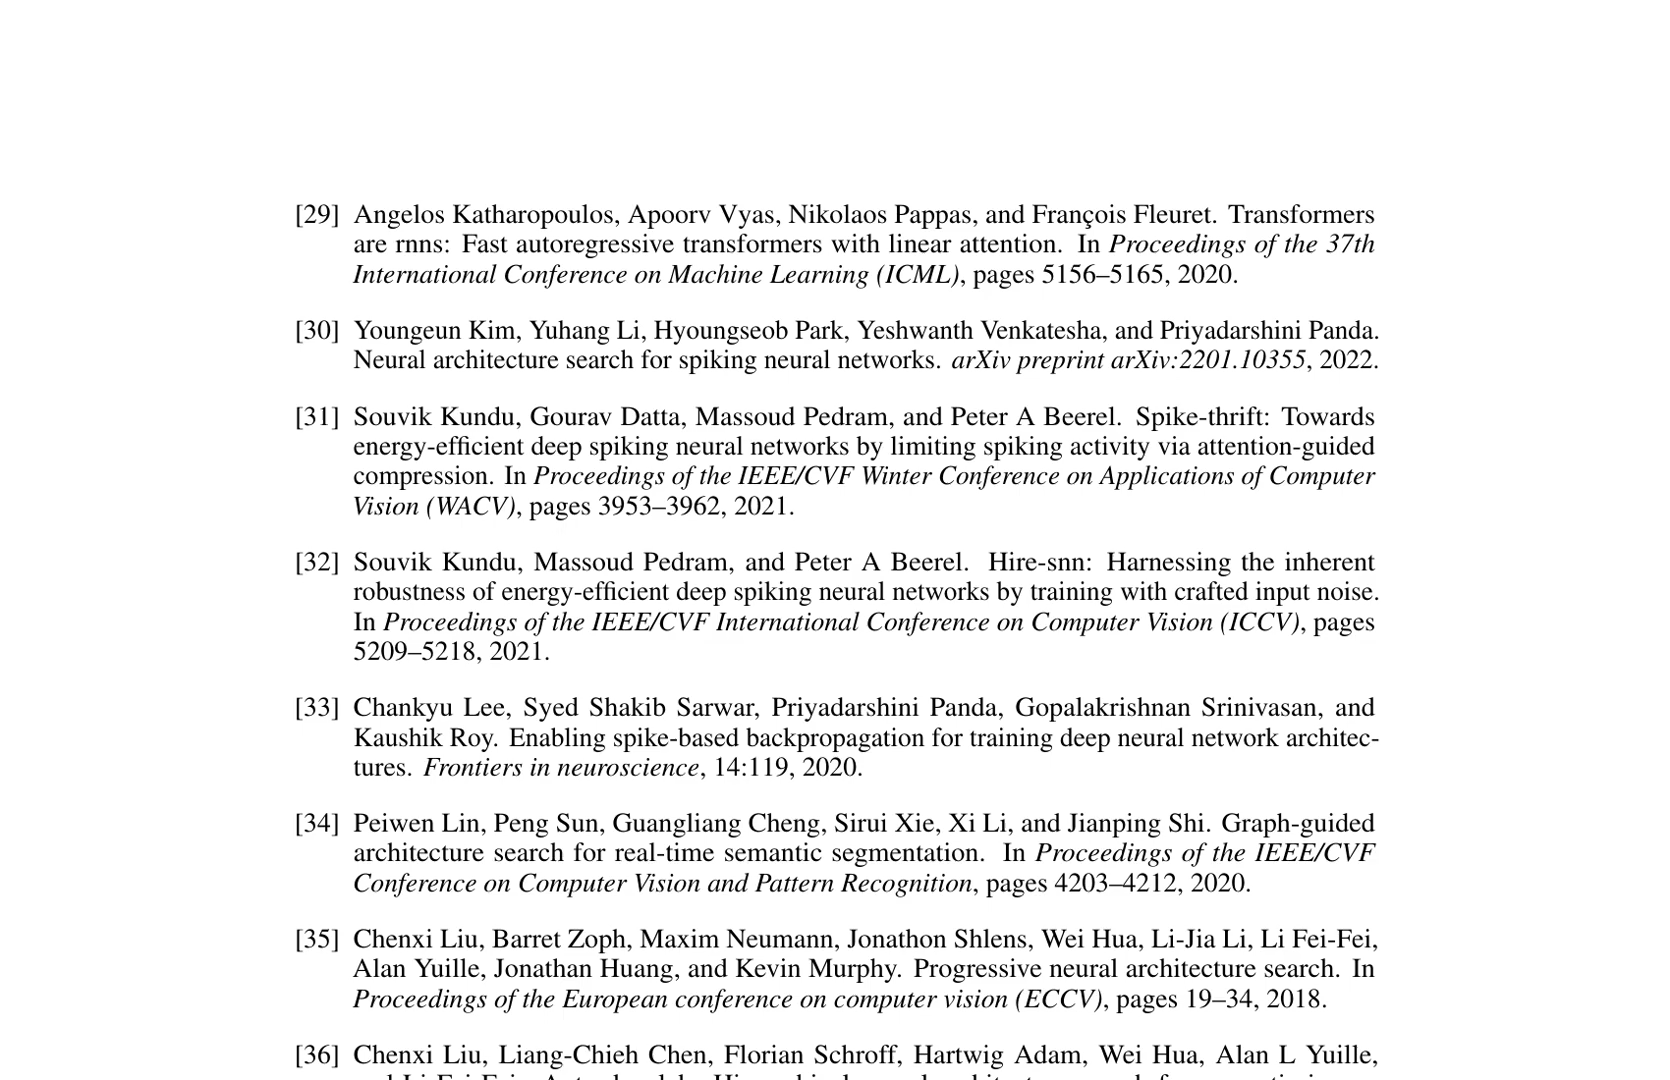 [29] Angelos Katharopoulos, Apoorv Vyas, Nikolaos Pappas, and François Fleuret. Transformers
are rnns: Fast autoregressive transformers with linear attention. In Proceedings of the 37th
International Conference on Machine Learning (ICML), pages 5156–5165, 2020.
[30] Youngeun Kim, Yuhang Li, Hyoungseob Park, Yeshwanth Venkatesha, and Priyadarshini Panda.
Neural architecture search for spiking neural networks. arXiv preprint arXiv:2201.10355, 2022.
[31] Souvik Kundu, Gourav Datta, Massoud Pedram, and Peter A Beerel. Spike-thrift: Towards
energy-efficient deep spiking neural networks by limiting spiking activity via attention-guided
compression. In Proceedings of the IEEE/CVF Winter Conference on Applications of Computer
Vision (WACV), pages 3953–3962, 2021.
[32] Souvik Kundu, Massoud Pedram, and Peter A Beerel. Hire-snn: Harnessing the inherent
robustness of energy-efficient deep spiking neural networks by training with crafted input noise.
In Proceedings of the IEEE/CVF International Conference on Computer Vision (ICCV), pages
5209–5218, 2021.
[33] Chankyu Lee, Syed Shakib Sarwar, Priyadarshini Panda, Gopalakrishnan Srinivasan, and
Kaushik Roy. Enabling spike-based backpropagation for training deep neural network architec-
tures. Frontiers in neuroscience, 14:119, 2020.
[34] Peiwen Lin, Peng Sun, Guangliang Cheng, Sirui Xie, Xi Li, and Jianping Shi. Graph-guided
architecture search for real-time semantic segmentation. In Proceedings of the IEEE/CVF
Conference on Computer Vision and Pattern Recognition, pages 4203–4212, 2020.
[35] Chenxi Liu, Barret Zoph, Maxim Neumann, Jonathon Shlens, Wei Hua, Li-Jia Li, Li Fei-Fei,
Alan Yuille, Jonathan Huang, and Kevin Murphy. Progressive neural architecture search. In
Proceedings of the European conference on computer vision (ECCV), pages 19–34, 2018.
[36] Chenxi Liu, Liang-Chieh Chen, Florian Schroff, Hartwig Adam, Wei Hua, Alan L Yuille,